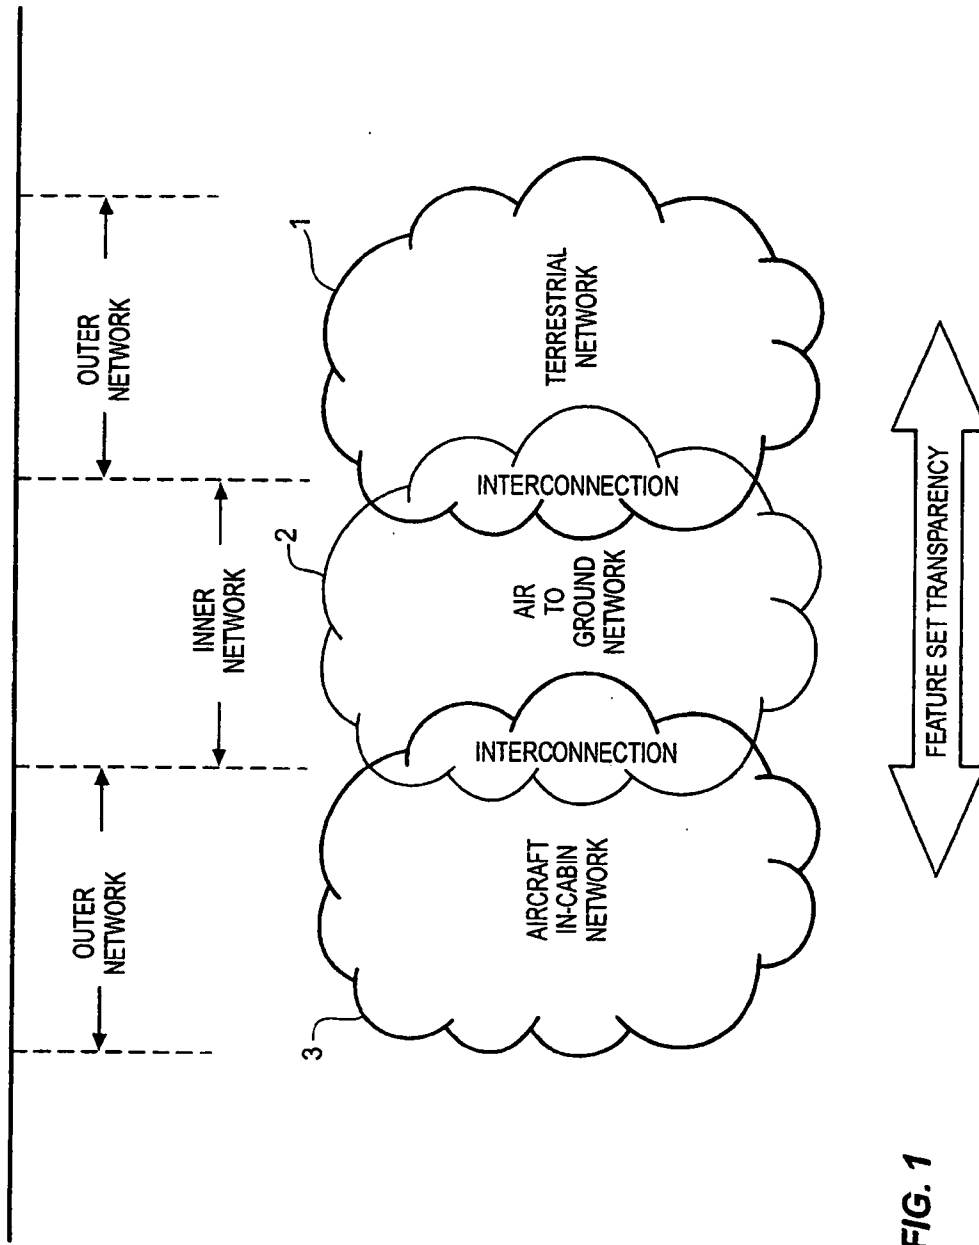 OUTER
NETWORK
INNER
NETWORK
OUTER
NETWORK
3
2
1
AIRCRAFT
IN-CABIN
NETWORK
INTERCONNECTION
AIR
TO
GROUND
NETWORK
INTERCONNECTION
TERRESTRIAL
NETWORK
FEATURE SET TRANSPARENCY
FIG. 1